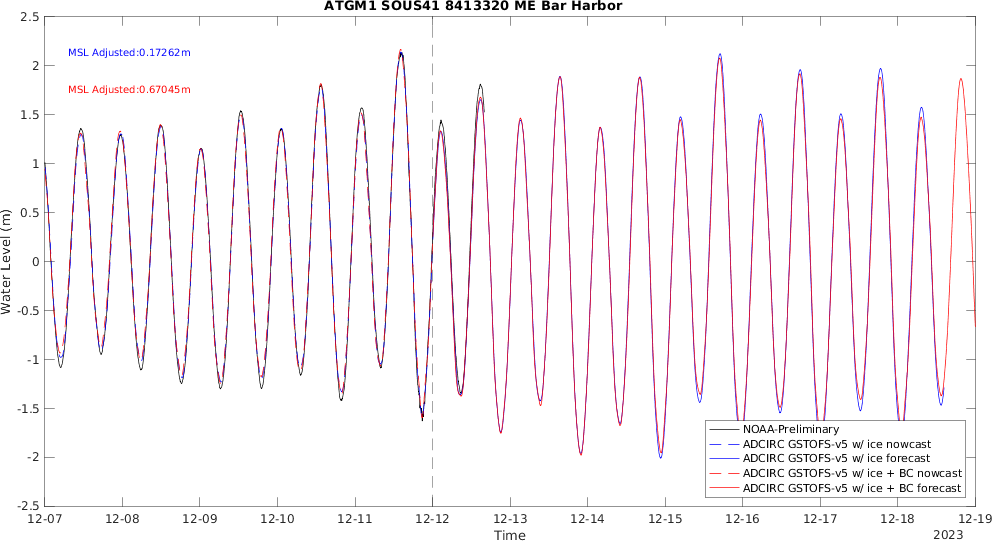 ATGM1 SOUS41 8413320 ME Bar Harbor
2.5
2
1.5
1
0.5
0
-0.5
-1
-1.5
-2
-2.5
Water Level (m)
MSL Adjusted:0.17262m
MSL Adjusted:0.67045m
NOAA-Preliminary
ADCIRC GSTOFS-v5 w/ ice nowcast
ADCIRC GSTOFS-v5 w/ ice forecast
ADCIRC GSTOFS-v5 w/ ice + BC nowcast
ADCIRC GSTOFS-v5 w/ ice + BC forecast
12-07 12-08 12-09 12-10 12-11 12-12 12-13 12-14 12-15 12-16 12-17 12-18 12-19
Time
2023